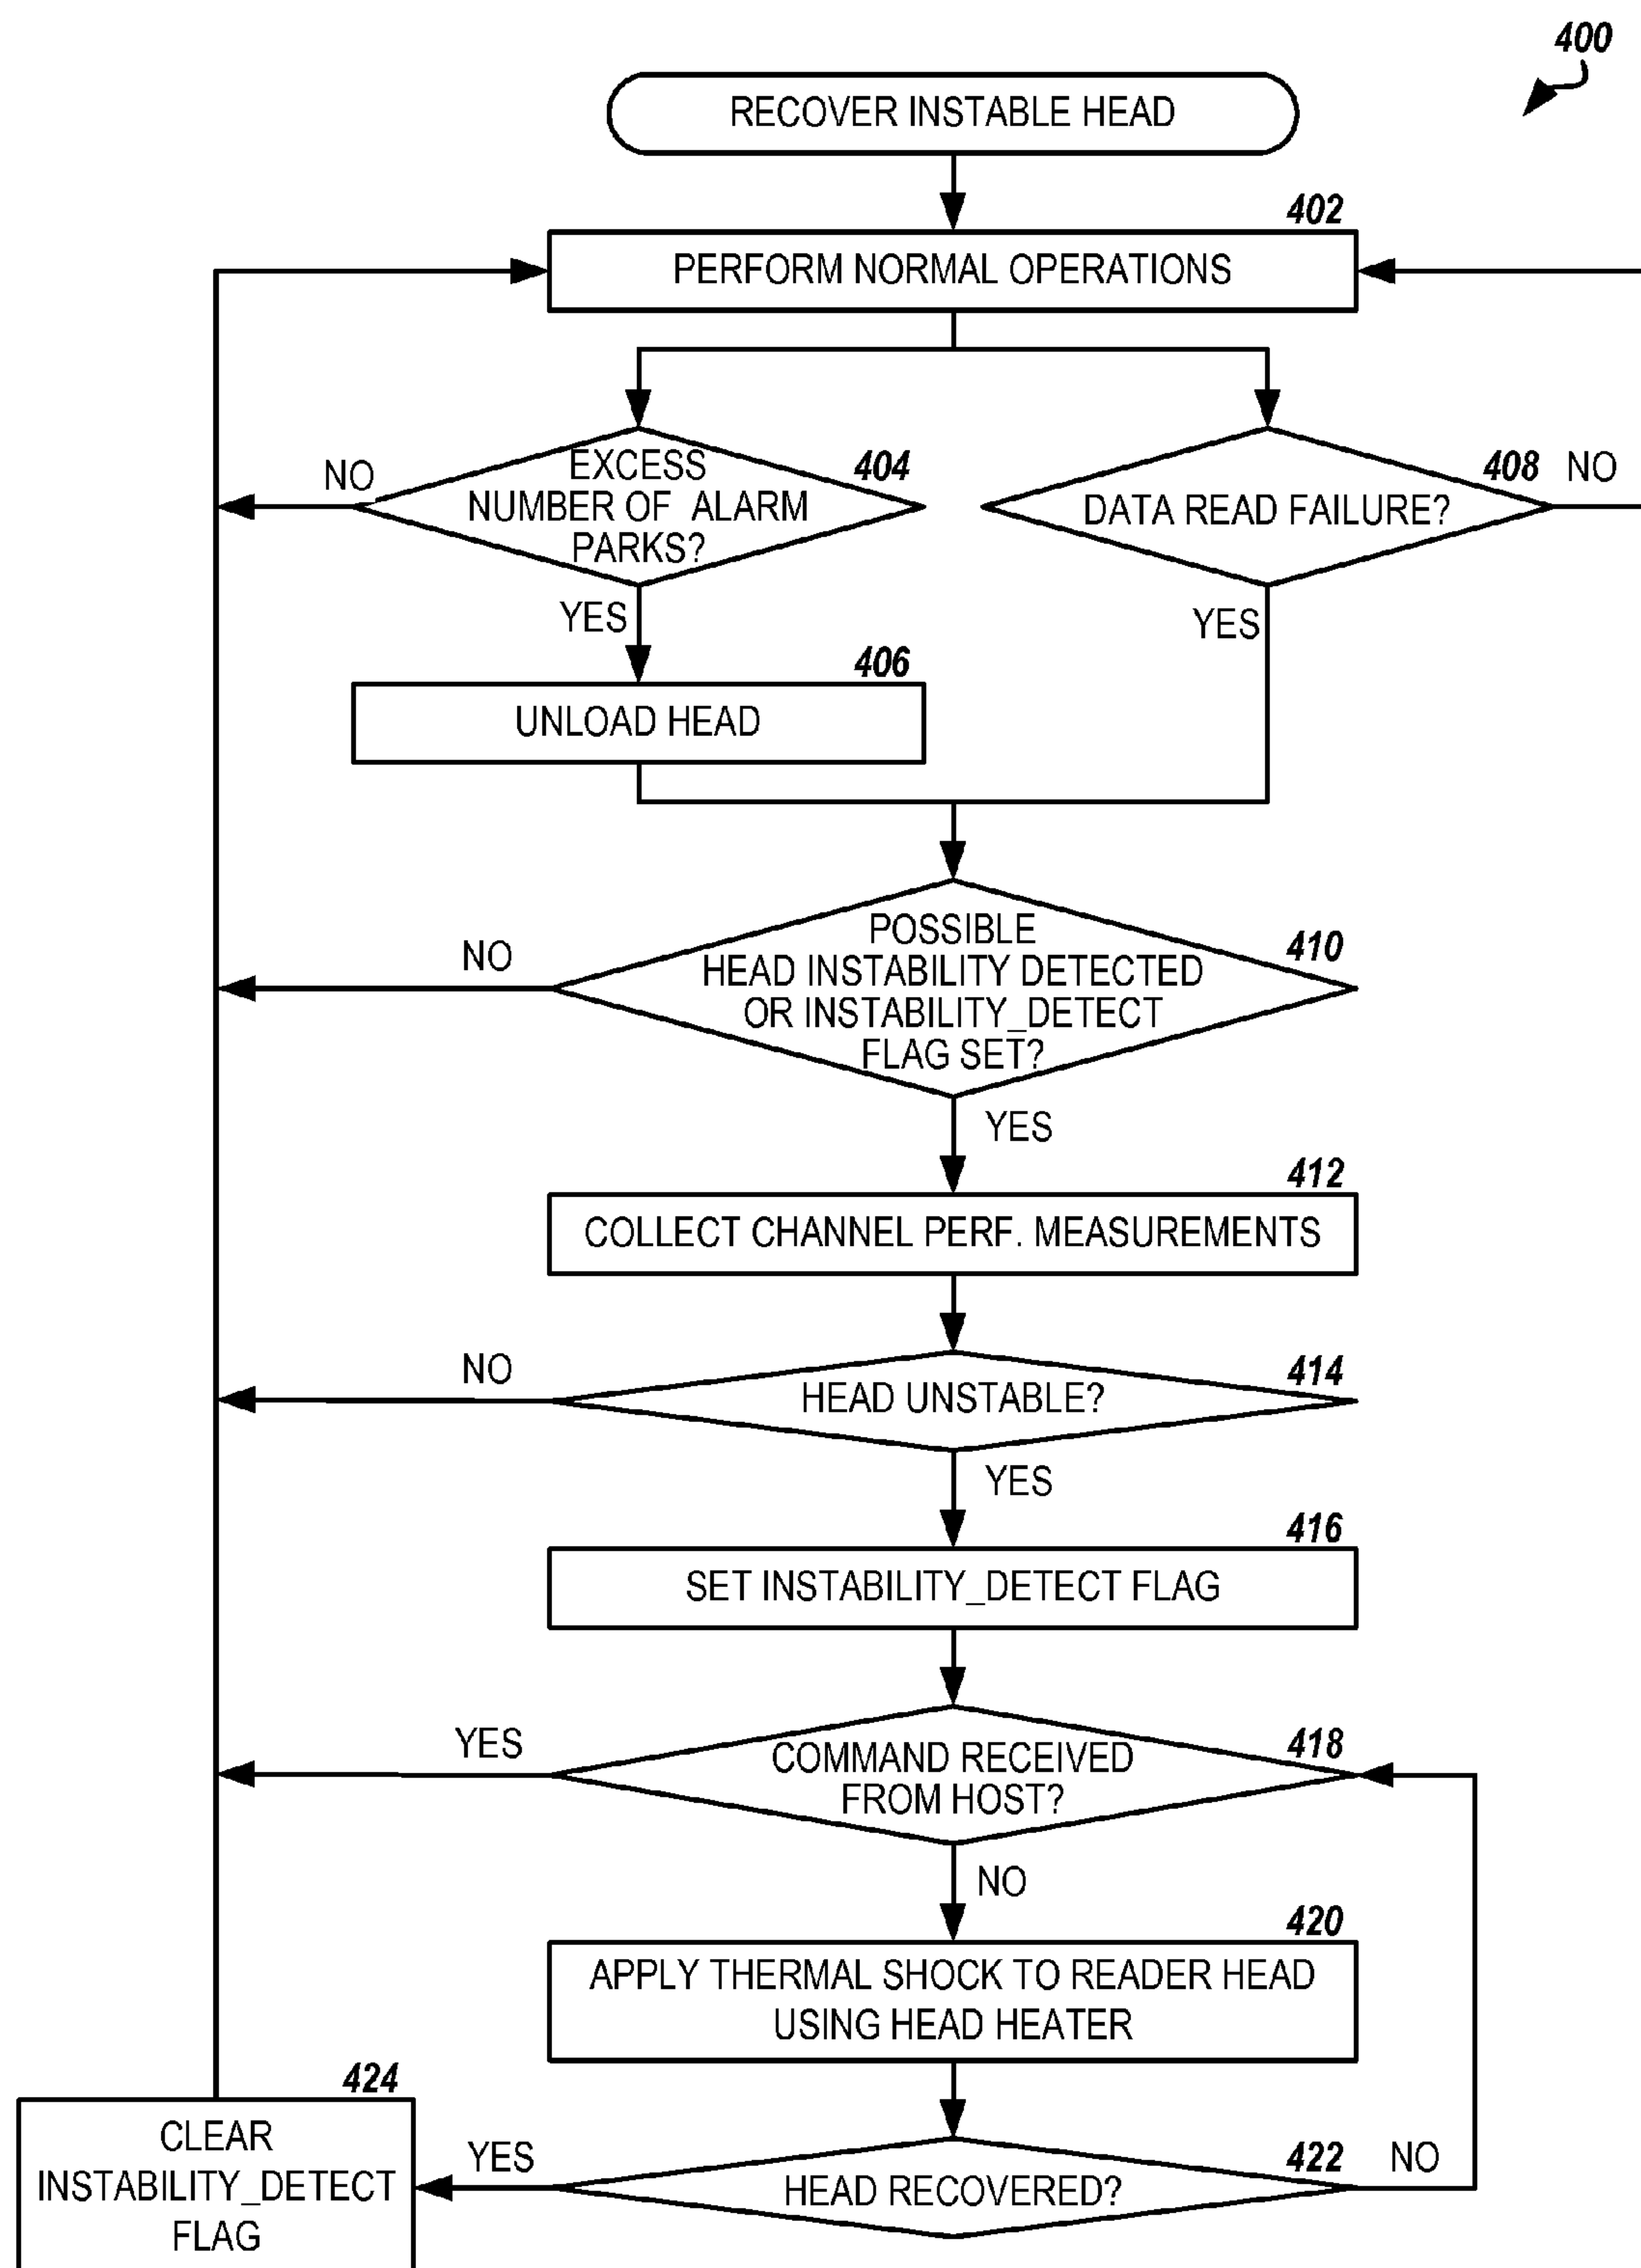 400
RECOVER INSTABLE HEAD
402
PERFORM NORMAL OPERATIONS
NO
EXCESS
NUMBER OF ALARM
PARKS?
404
DATA READ FAILURE?
408
NO
YES
YES
406
UNLOAD HEAD
NO
POSSIBLE
HEAD INSTABILITY DETECTED
OR INSTABILITY_DETECT
FLAG SET?
410
YES
412
COLLECT CHANNEL PERF. MEASUREMENTS
NO
HEAD UNSTABLE?
414
YES
416
SET INSTABILITY_DETECT FLAG
YES
COMMAND RECEIVED
FROM HOST?
418
NO
420
APPLY THERMAL SHOCK TO READER HEAD
USING HEAD HEATER
424
CLEAR
INSTABILITY_DETECT
FLAG
YES
HEAD RECOVERED?
422
NO